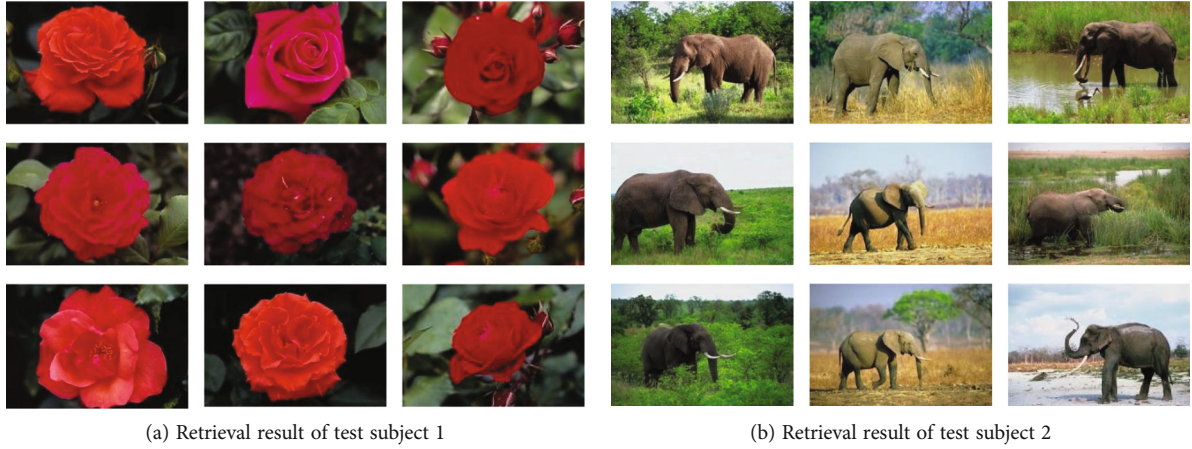 (a) Retrieval result of test subject 1
(b) Retrieval result of test subject 2